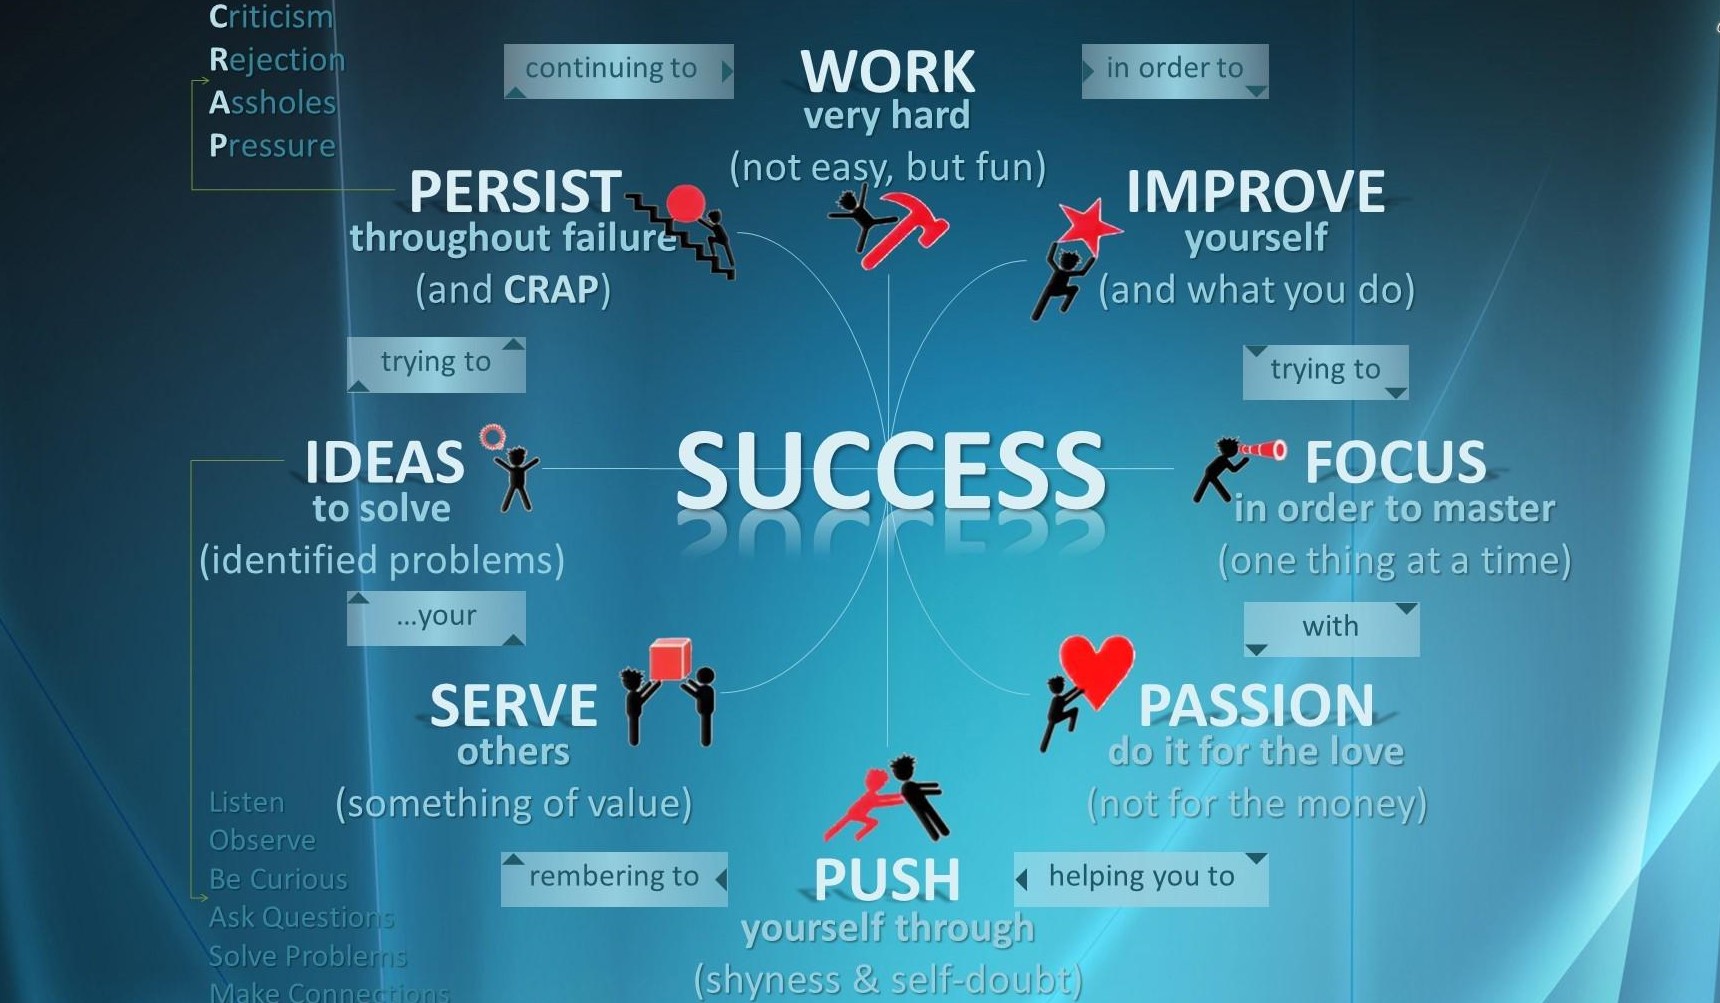 Criticism
Rejection
Assholes
Pressure
continuing to
WORK
very hard
(not easy, but fun)
in order to
IMPROVE
yourself
(and what you do)
trying to
FOCUS
in order to master
(one thing at a time)
with
PASSION
do it for the love
(not for the money)
helping you to
PUSH
yourself through
(shyness & self-doubt)
rembering to
SERVE
others
(something of value)
...your
IDEAS
to solve
(identified problems)
trying to
PERSIST
throughout failure
(and CRAP)
SUCCESS
Listen
Observe
Be Curious
Ask Questions
Solve Problems
Make Connections